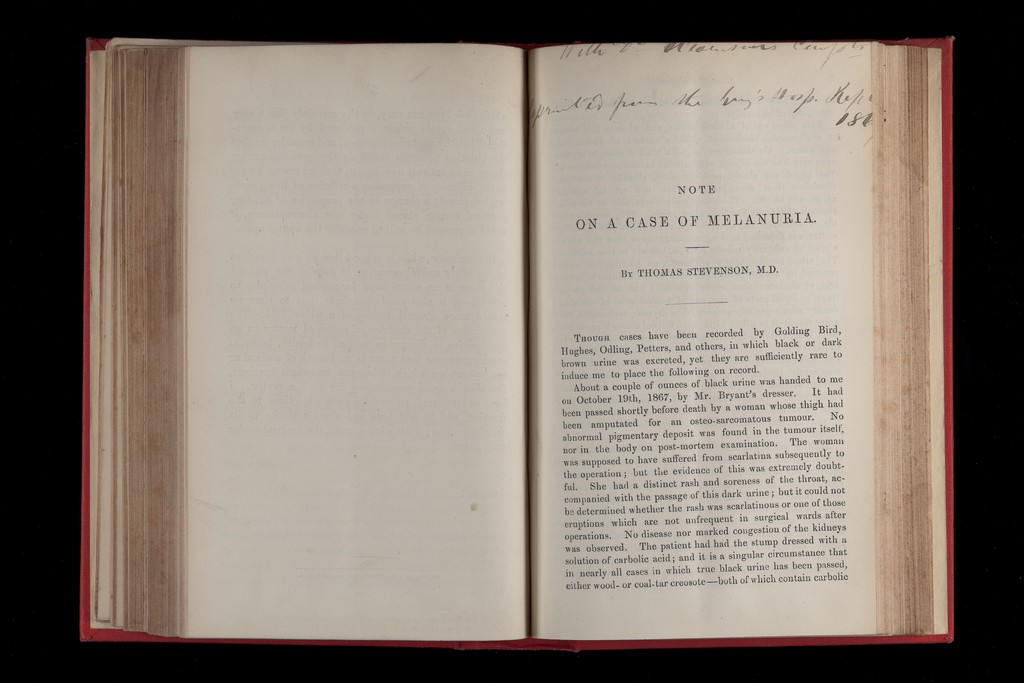 With Dr
printed from the Guy's Hosp. Rep
NOTE
ON A CASE OF MELANURIA.
By THOMAS STEVENSON, M.D.
Though cases have been recorded by Golding Bird,
Hughes, Odling, Petters, and others, in which black or dark
brown urine was excreted, yet they are sufficiently rare to
induce me to place the following on record.
About a couple of ounces of black urine was handed to me
on October 19th, 1867, by Mr. Bryant's dresser. It had
been passed shortly before death by a woman whose thigh had
been amputated for an osteo-sarcomatous tumour. No
abnormal pigmentary deposit was found in the tumour itself,
nor in the body on post-mortem examination. The woman
was supposed to have suffered from scarlatina subsequently to
the operation; but the evidence of this was extremely doubt-
ful. She had a distinct rash and soreness of the throat, ac-
companied with the passage of this dark urine; but it could not
be determined whether the rash was scarlatinous or one of those
eruptions which are not unfrequent in surgical wards after
operations. No disease nor marked congestion of the kidneys
was observed. The patient had had the stump dressed with a
solution of carbolic acid; and it is a singular circumstance that
in nearly all cases in which true black urine has been passed,
either wood- or coal-tar creosote—both of which contain carbolic